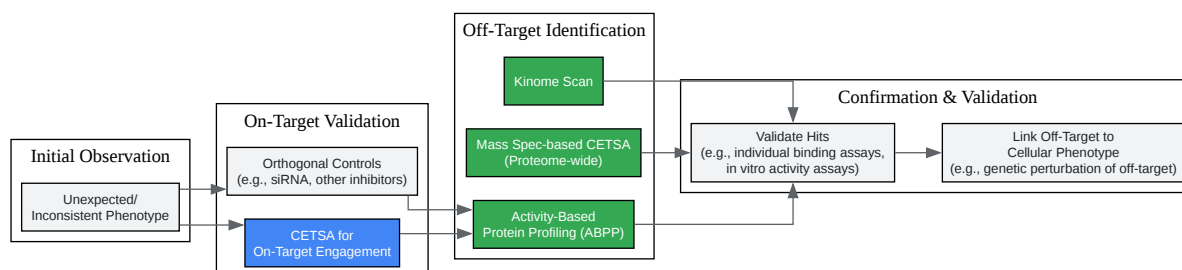 Initial Observation
Unexpected/
Inconsistent Phenotype
On-Target Validation
Orthogonal Controls
(e.g., siRNA, other inhibitors)
CETSA for
On-Target Engagement
Off-Target Identification
Kinome Scan
Mass Spec-based CETSA
(Proteome-wide)
Activity-Based
Protein Profiling (ABPP)
Confirmation & Validation
Validate Hits
(e.g., individual binding assays,
in vitro activity assays)
Link Off-Target to
Cellular Phenotype
(e.g., genetic perturbation of off-target)